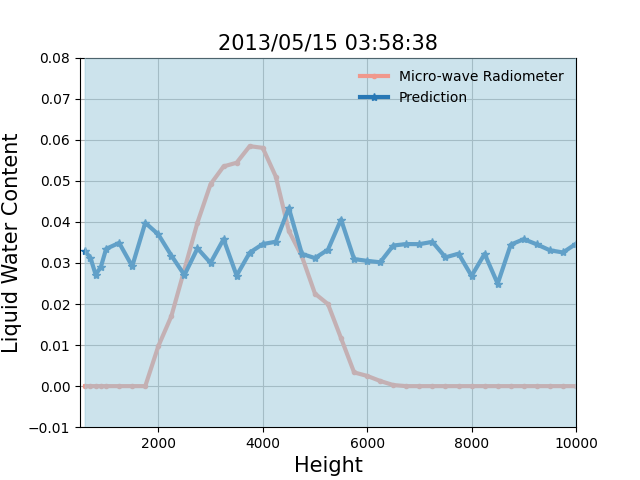 2013/05/15 03:58:38
Micro-wave Radiometer
Prediction
Liquid Water Content
0.08
0.07
0.06
0.05
0.04
0.03
0.02
0.01
0.00
−0.01
2000 4000 6000 8000 10000
Height